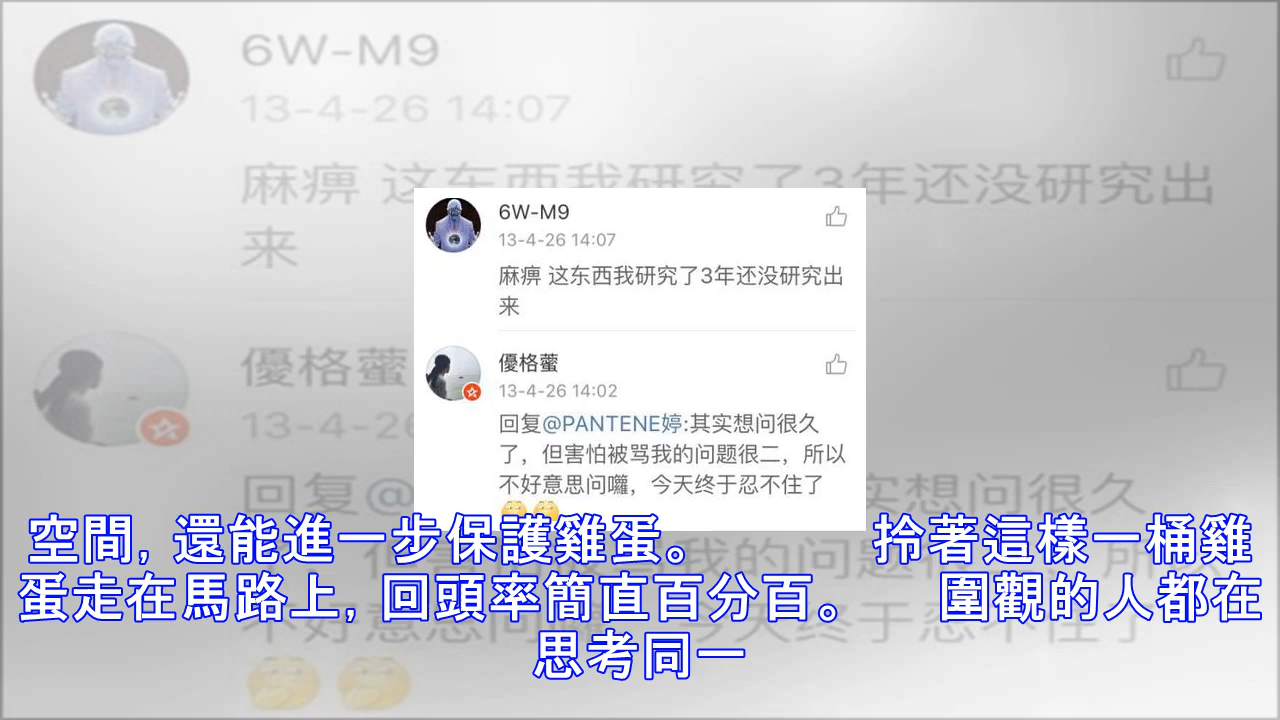 6W-M9
13-4-26 14:07
麻痹 这东西我研究了3年还没研究出
来
優格藌
13-4-26 14:02
回复@PANTENE婷:其实想问很久
了，但害怕被骂我的问题很二，所以
不好意思问囖，今天终于忍不住了
空間, 還能進一步保護雞蛋。 拎著這樣一桶雞
蛋走在馬路上, 回頭率簡直百分百。 圍觀的人都在
思考同一